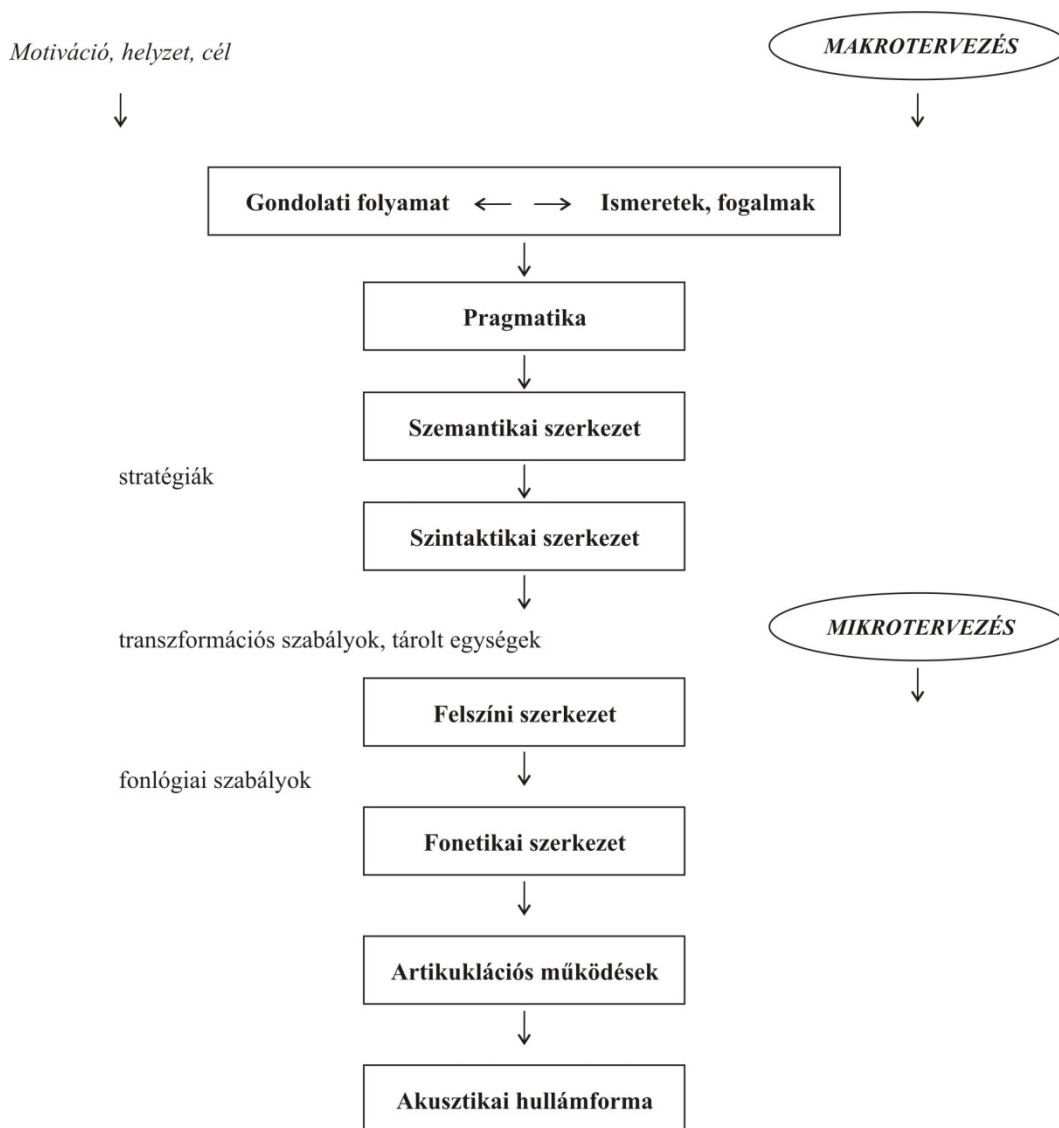 Motiváció, helyzet, cél
MAKROTERVEZÉS
Gondolati folyamat
Ismeretek, fogalmak
Pragmatika
Szemantikai szerkezet
stratégiák
Szintaktikai szerkezet
transzformációs szabályok, tárolt egységek
MIKROTERVEZÉS
Felszíni szerkezet
fonlógiai szabályok
Fonetikai szerkezet
Artikuklációs működések
Akusztikai hullámforma